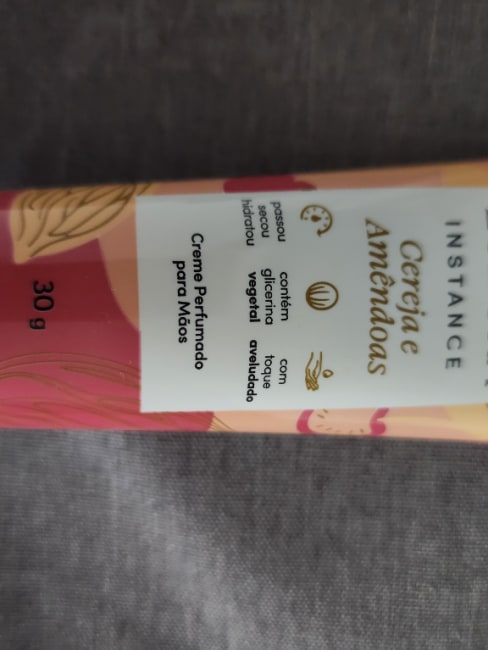 INSTANCE
Cereja e
Amêndoas
passou
secou
hidratou
contém
glicerina
vegetal
com
toque
aveludado
Creme Perfumado
para Mãos
30 g